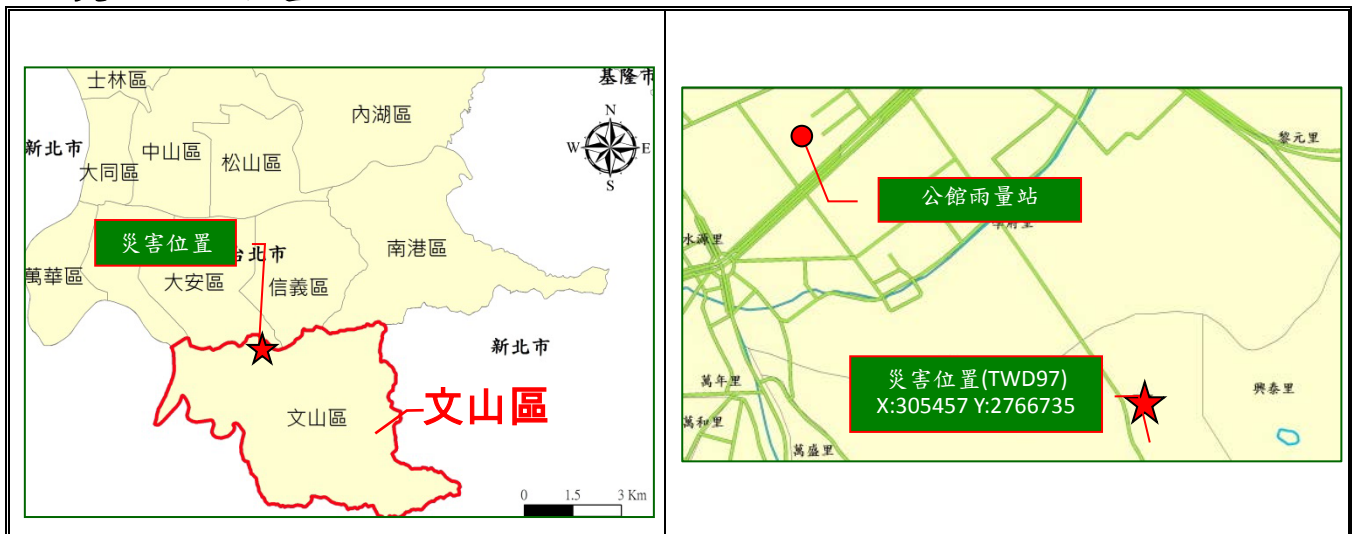 士林區
基隆市
內湖區
N
新北市
中山區
W
E
大同區
松山區
S
災害位置
台北市
南港區
萬華區
大安區
信義區
新北市
文山區
文山區
0 1.5 3 Km
黎元里
公館雨量站
水源里
學府里
災害位置(TWD97)
X:305457 Y:2766735
萬年里
興泰里
萬和里
萬盛里